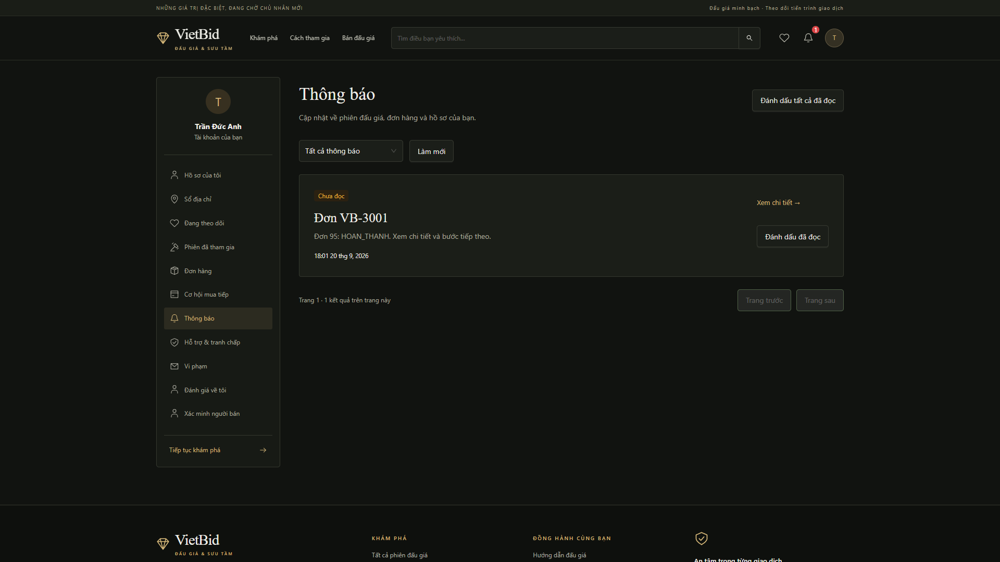 NHỮNG GIÁ TRỊ ĐẶC BIỆT, ĐANG CHỜ CHỦ NHÂN MỚI
Đấu giá minh bạch · Theo dõi tiến trình giao dịch
VietBid
ĐẤU GIÁ & SƯU TẦM
Khám phá
Cách tham gia
Bán đấu giá
Tìm điều bạn yêu thích...
1
T
T
Trần Đức Anh
Tài khoản của bạn
Hồ sơ của tôi
Sổ địa chỉ
Đang theo dõi
Phiên đã tham gia
Đơn hàng
Cơ hội mua tiếp
Thông báo
Hỗ trợ & tranh chấp
Vi phạm
Đánh giá về tôi
Xác minh người bán
Tiếp tục khám phá →
Thông báo
Cập nhật về phiên đấu giá, đơn hàng và hồ sơ của bạn.
Đánh dấu tất cả đã đọc
Tất cả thông báo
Làm mới
Chưa đọc
Đơn VB-3001
Đơn 95: HOAN_THANH. Xem chi tiết và bước tiếp theo.
18:01 20 thg 9, 2026
Xem chi tiết →
Đánh dấu đã đọc
Trang 1 · 1 kết quả trên trang này
Trang trước
Trang sau
VietBid
ĐẤU GIÁ & SƯU TẦM
KHÁM PHÁ
Tất cả phiên đấu giá
ĐỒNG HÀNH CÙNG BẠN
Hướng dẫn đấu giá
An tâm trong từng giao dịch